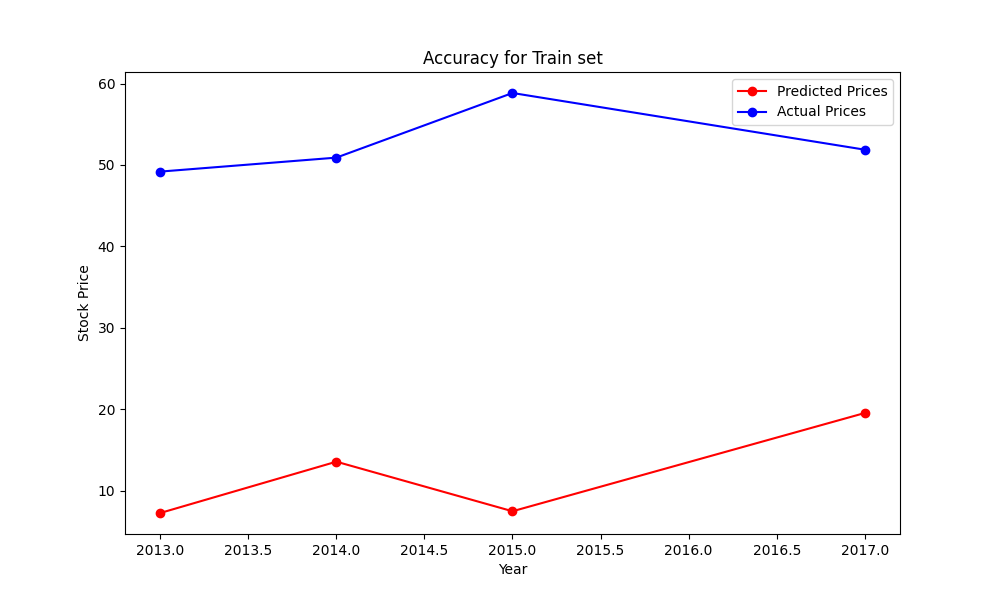 Accuracy for Train set
Predicted Prices
Actual Prices
60
50
40
30
20
10
Stock Price
2013.0 2013.5 2014.0 2014.5 2015.0 2015.5 2016.0 2016.5 2017.0
Year